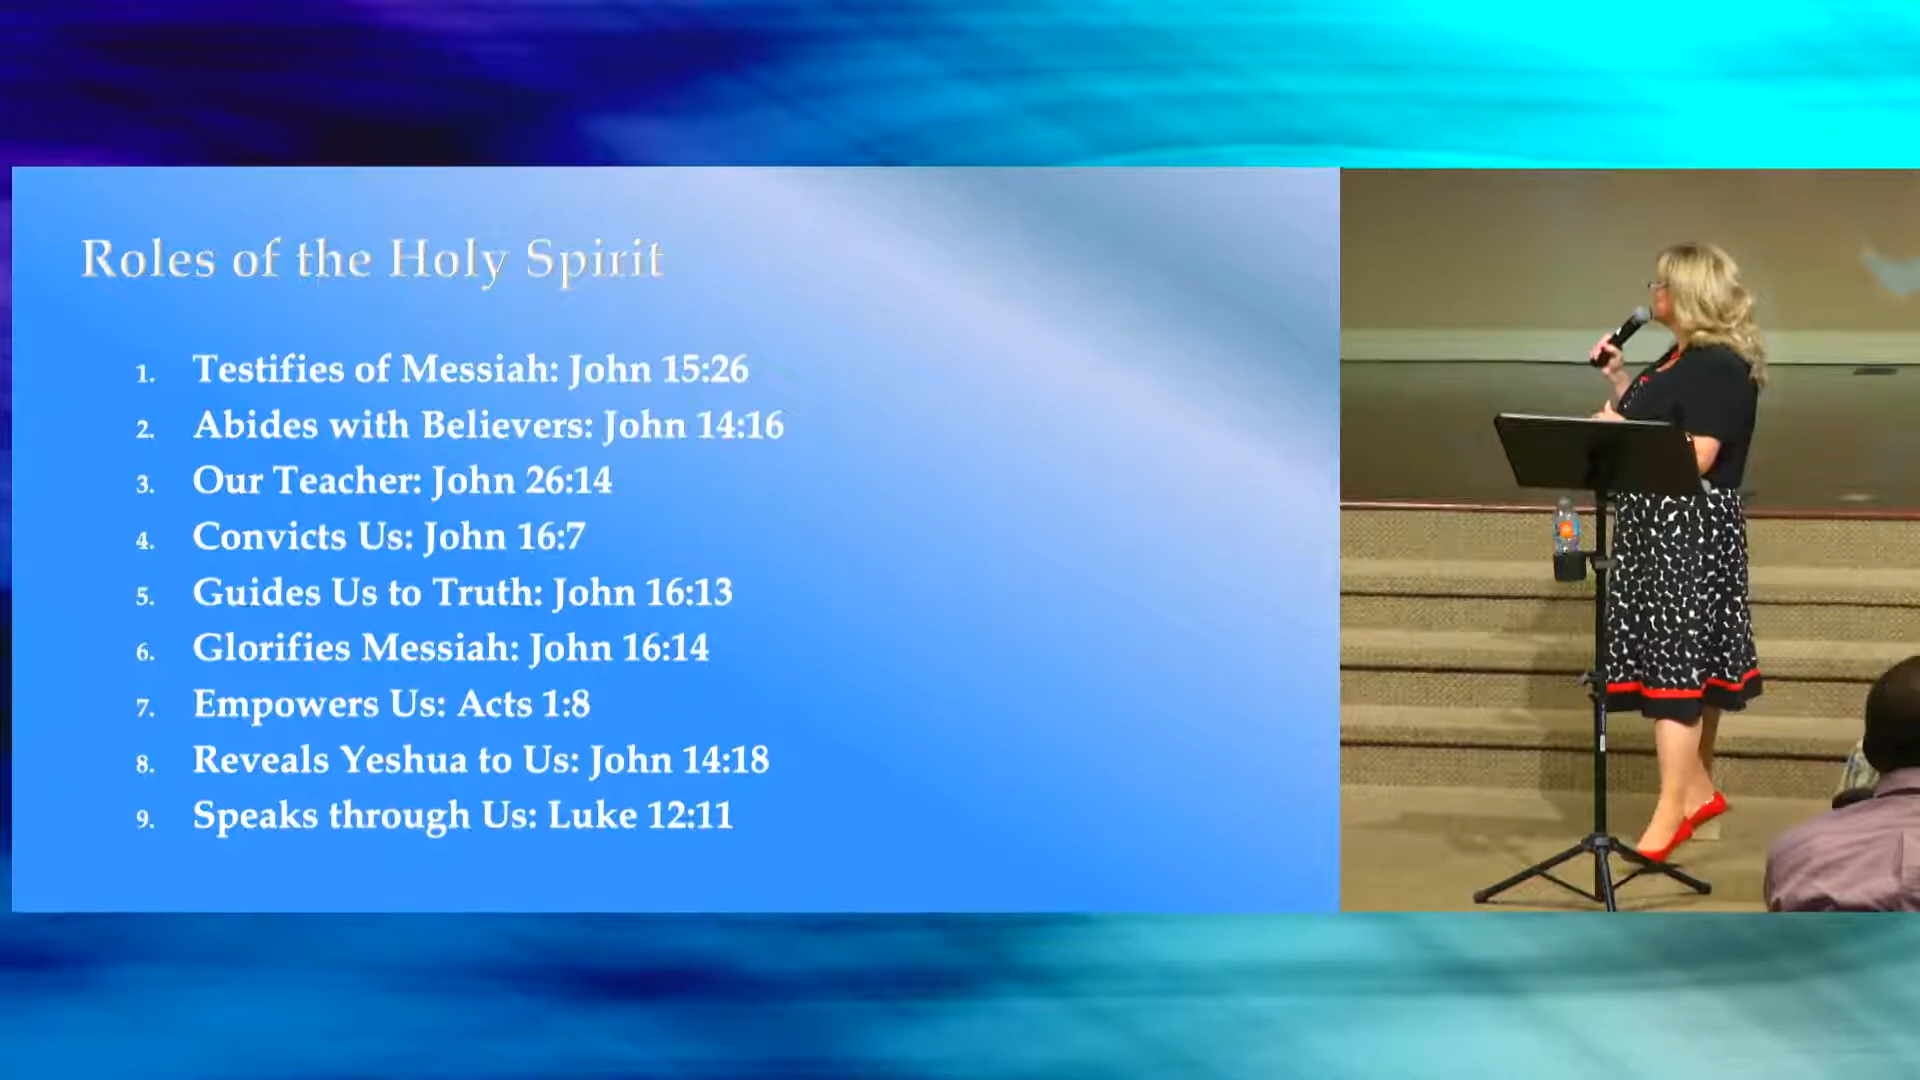 Roles of the Holy Spirit
1. Testifies of Messiah: John 15:26
2. Abides with Believers: John 14:16
3. Our Teacher: John 26:14
4. Convicts Us: John 16:7
5. Guides Us to Truth: John 16:13
6. Glorifies Messiah: John 16:14
7. Empowers Us: Acts 1:8
8. Reveals Yeshua to Us: John 14:18
9. Speaks through Us: Luke 12:11